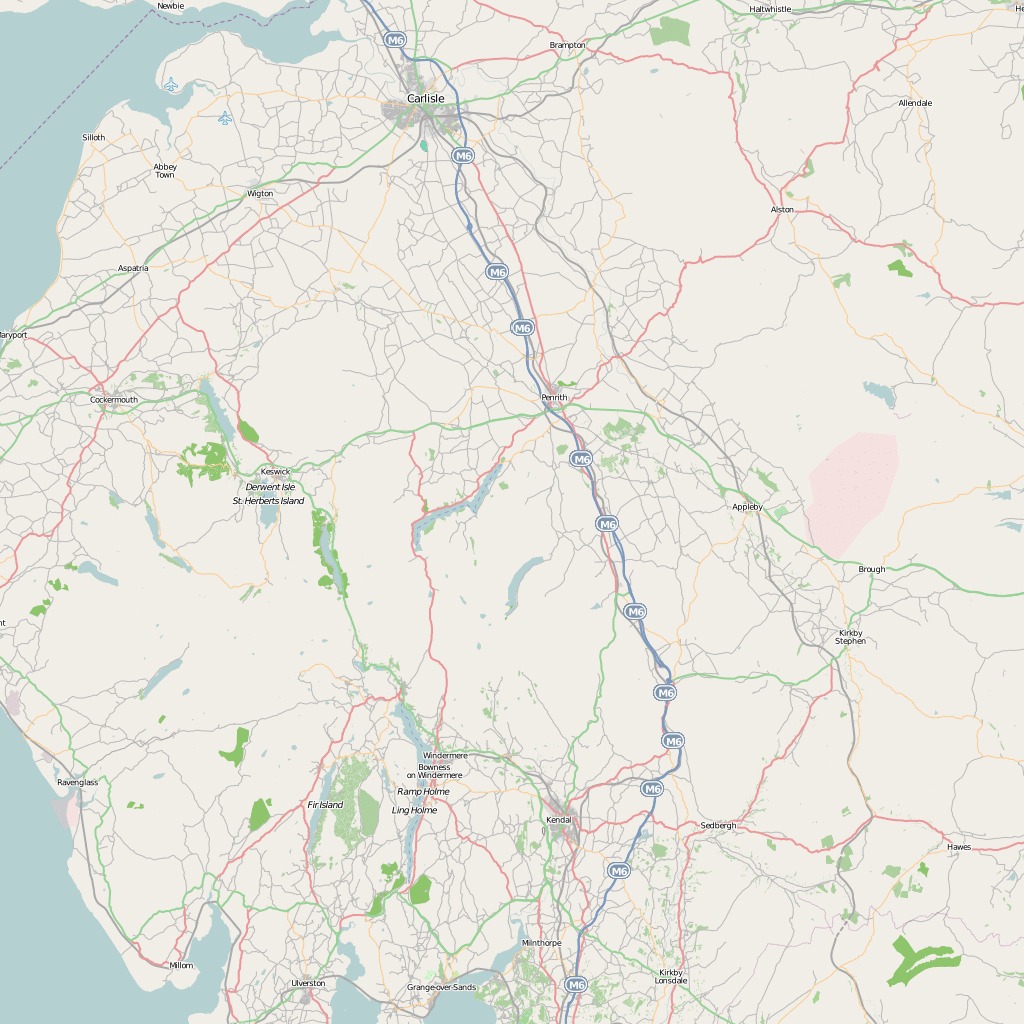 Newbie
Haltwhistle
He
M6
Brampton
Carlisle
Allendale
Silloth
M6
Abbey
Town
Wigton
Alston
Aspatria
M6
M6
aryport
Cockermouth
Penrith
M6
Keswick
Derwent Isle
St. Herberts Island
Appleby
M6
Brough
M6
nt
Kirkby
Stephen
M6
M6
Windermere
Bowness
on Windermere
Ravenglass
M6
Ramp Holme
Fir Island
Ling Holme
Kendal
Sedbergh
Hawes
M6
Milnthorpe
Millom
Kirkby
Lonsdale
Ulverston
Grange-over-Sands
M6